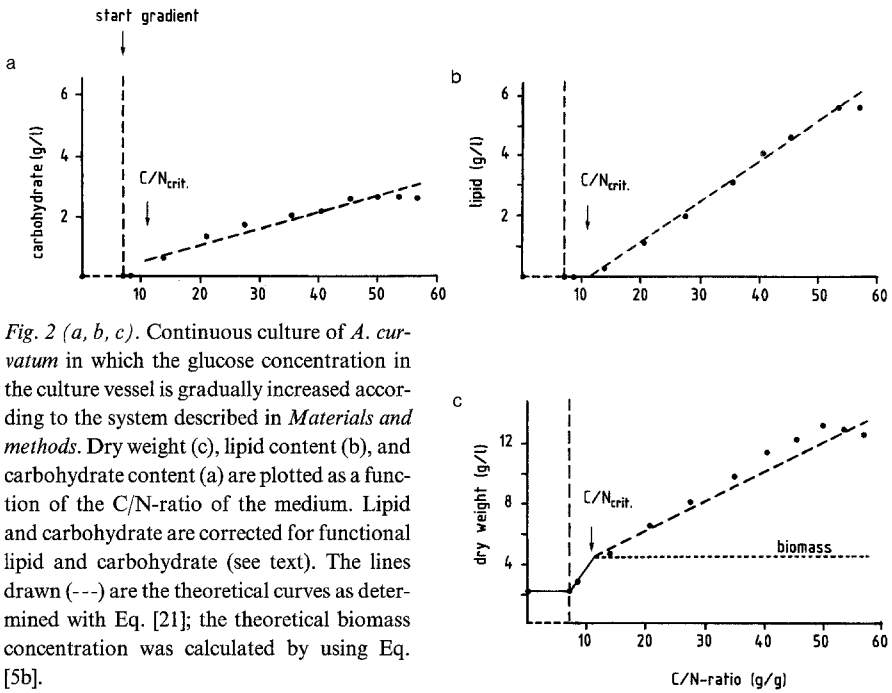 start gradient
a
6
4
2
carbohydrate (g/l)
C/Ncrit.
10 20 30 40 50 60
b
6
4
2
lipid (g/l)
C/Ncrit.
10 20 30 40 50 60
Fig. 2 (a, b, c). Continuous culture of A. cur-
vatum in which the glucose concentration in
the culture vessel is gradually increased accor-
ding to the system described in Materials and
methods. Dry weight (c), lipid content (b), and
carbohydrate content (a) are plotted as a func-
tion of the C/N-ratio of the medium. Lipid
and carbohydrate are corrected for functional
lipid and carbohydrate (see text). The lines
drawn (---) are the theoretical curves as deter-
mined with Eq. [21]; the theoretical biomass
concentration was calculated by using Eq.
[5b].
c
12
8
4
dry weight (g/l)
C/Ncrit.
biomass
10 20 30 40 50 60
C/N-ratio (g/g)